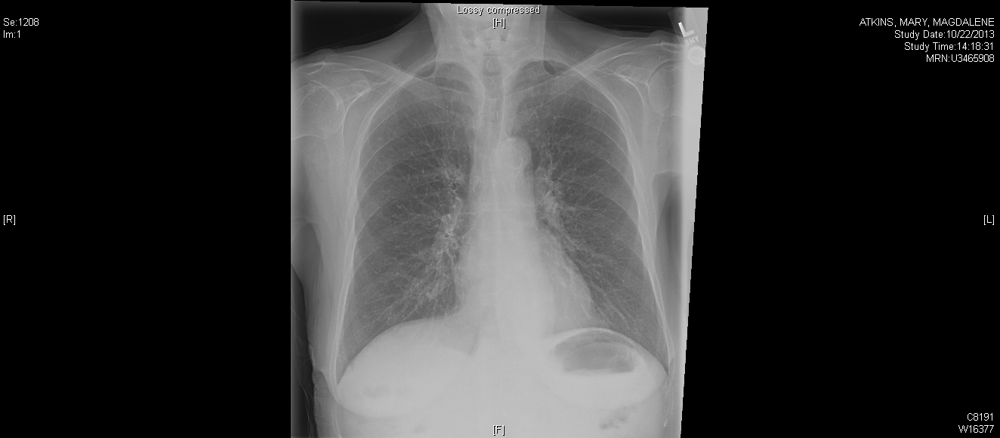 Se:1208
Im:1
Lossy compressed
[H]
ATKINS, MARY, MAGDALENE
Study Date:10/22/2013
Study Time:14:18:31
MRN:U3465908
L
[R]
[L]
[F]
C8191
W16377